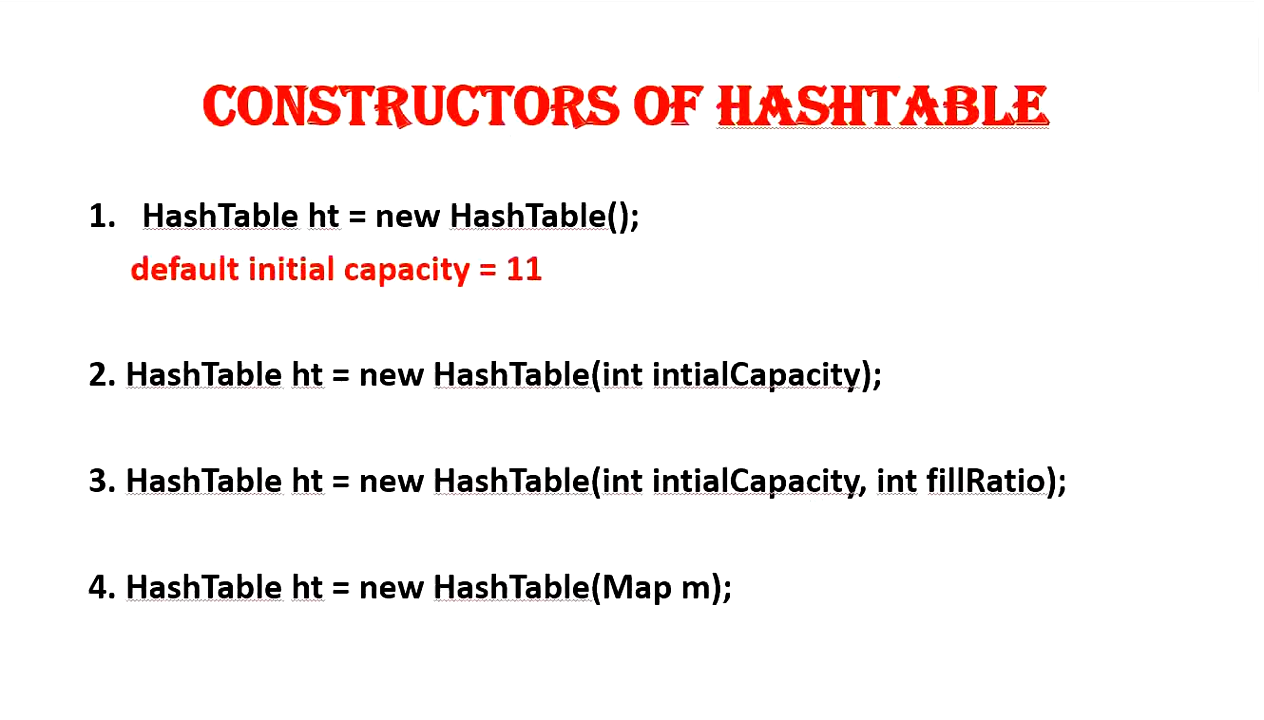 CONSTRUCTORS OF HASHTABLE
1. HashTable ht = new HashTable();
default initial capacity = 11
2. HashTable ht = new HashTable(int intialCapacity);
3. HashTable ht = new HashTable(int intialCapacity, int fillRatio);
4. HashTable ht = new HashTable(Map m);